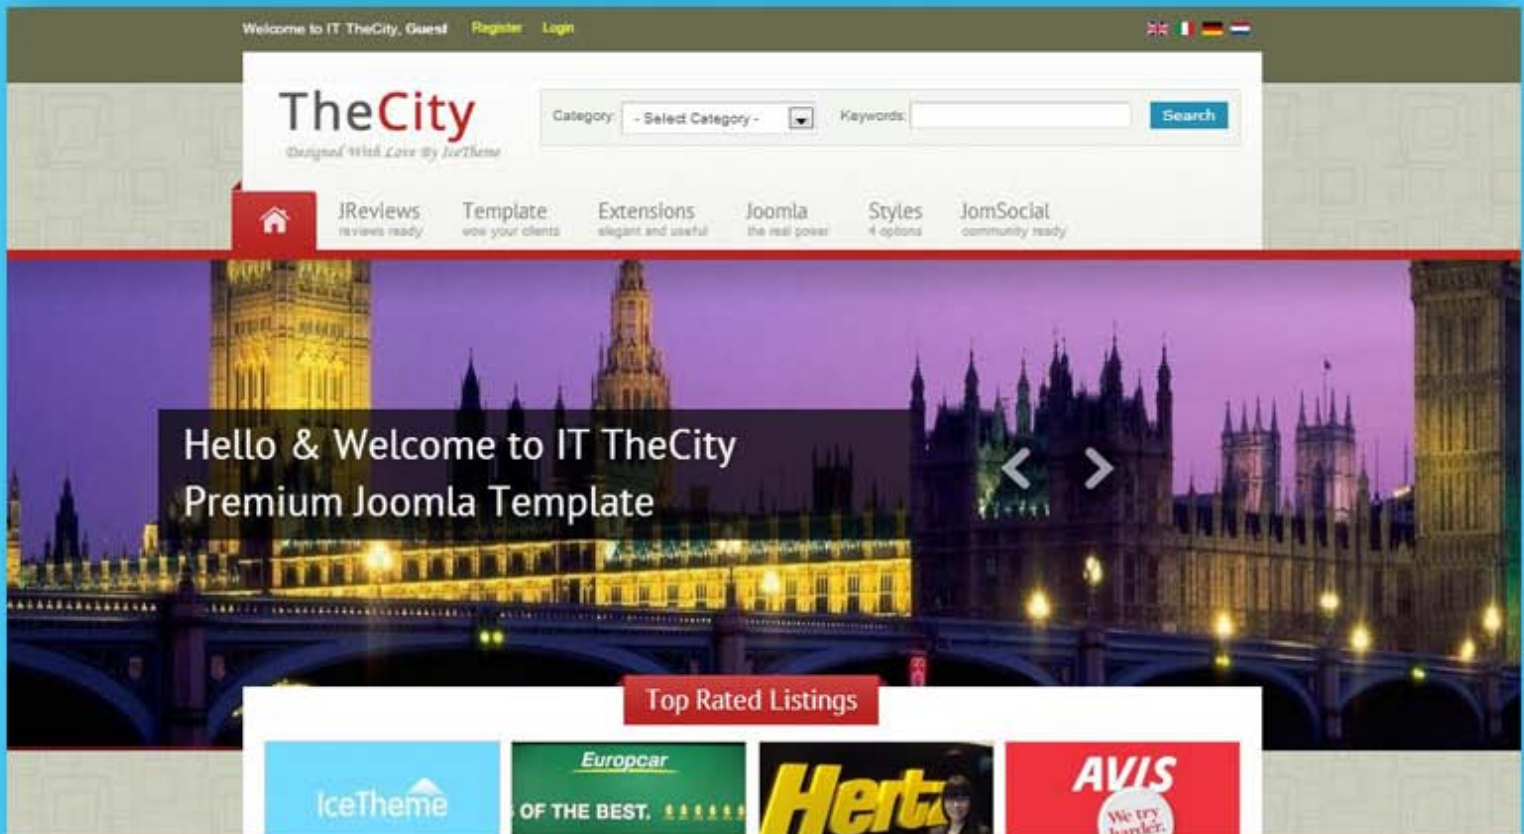 Welcome to IT TheCity, Guest Register Login
TheCity
Designed With Love By IceTheme
Category: - Select Category - Keywords: Search
JReviews Template Extensions Joomla Styles JomSocial
reviews ready wow your clients elegant and useful the real power 4 options community ready
Hello & Welcome to IT TheCity
Premium Joomla Template
Top Rated Listings
IceTheme
Europcar
OF THE BEST.
Hertz
AVIS
We try
harder.